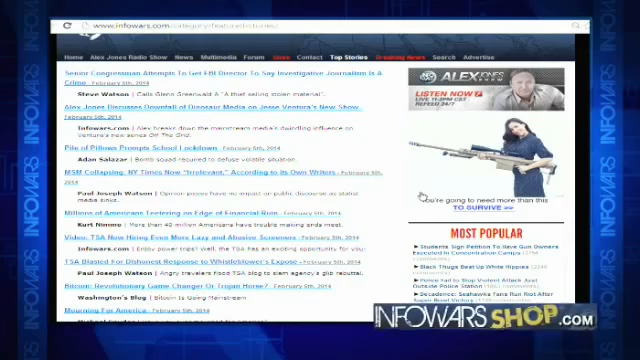 www.infowars.com/category/featured-stories/
Home Alex Jones Radio Show News Multimedia Forum Store Contact Top Stories Breaking News Search Advertise
Senior Congressman Attempts To Get FBI Director To Say Investigative Journalism Is A
Crime - February 5th, 2014
Steve Watson | Calls Glenn Greenwald A "A thief selling stolen material".
Alex Jones Discusses Downfall of Dinosaur Media on Jesse Ventura's New Show -
February 5th, 2014
Infowars.com | Alex breaks down the mainstream media's dwindling influence on
Ventura's new series Off The Grid.
Pile of Pillows Prompts School Lockdown - February 5th, 2014
Adan Salazar | Bomb squad required to defuse volatile situation.
MSM Collapsing: NY Times Now "Irrelevant," According to Its Own Writers - February 5th,
2014
Paul Joseph Watson | Opinion pages have no impact on public discourse as statist
media sinks.
Millions of Americans Teetering on Edge of Financial Ruin - February 5th, 2014
Kurt Nimmo | More than 40 million Americans have trouble making ends meet.
Video: TSA Now Hiring Even More Lazy and Abusive Screeners - February 5th, 2014
Infowars.com | Enjoy power trips? Well, the TSA has an exciting opportunity for you!
TSA Blasted For Dishonest Response to Whistleblower's Expose - February 5th, 2014
Paul Joseph Watson | Angry travelers flood TSA blog to slam agency's glib rebuttal.
Bitcoin: Revolutionary Game Changer Or Trojan Horse? - February 5th, 2014
Washington's Blog | Bitcoin Is Going Mainstream
Mourning For America - February 5th, 2014
ALEX JONES
LISTEN NOW
LIVE 11-2PM CST
REFEED 24/7
You're going to need more than this
TO SURVIVE >>
MOST POPULAR
Students Sign Petition To Have Gun Owners
Executed In Concentration Camps
Black Thugs Beat Up White Hippies
Police Had to Stop Violent Attack Just
Outside Police Station
Decadence: Seahawks Fans Run Riot After
Super Bowl Victory
INFOWARS SHOP.COM
INFOWARS